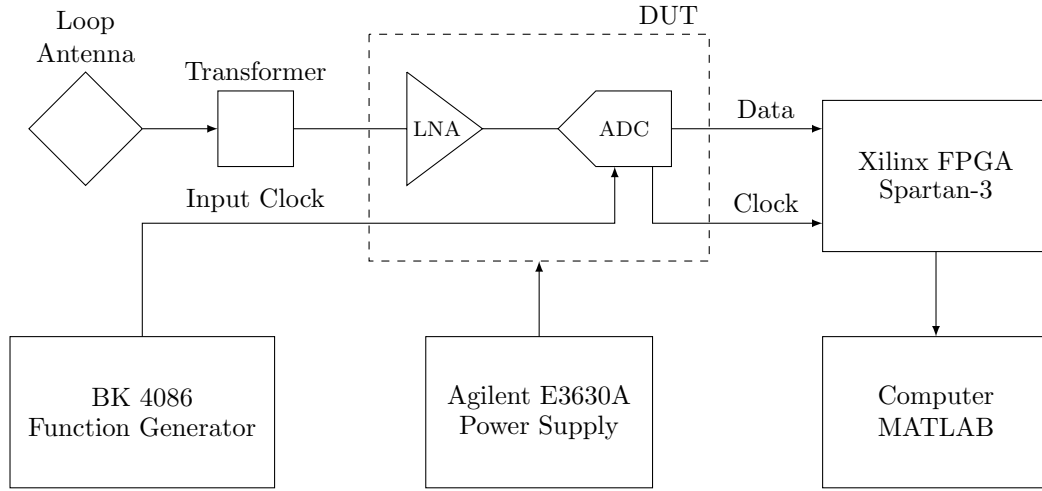 DUT
Loop
Antenna
Transformer
LNA
ADC
Data
Xilinx FPGA
Spartan-3
Input Clock
Clock
BK 4086
Function Generator
Agilent E3630A
Power Supply
Computer
MATLAB